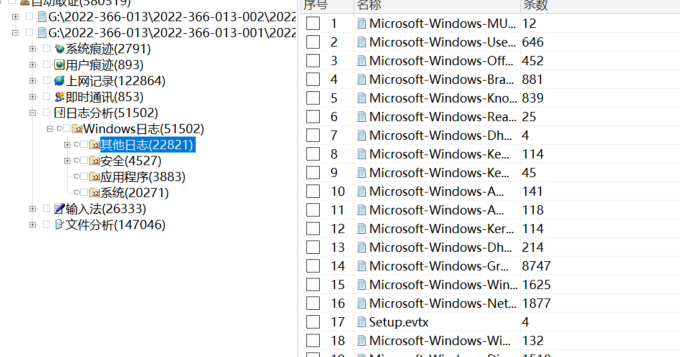 自动取证(380319)
G:\2022-366-013\2022-366-013-002\2022
G:\2022-366-013\2022-366-013-001\2022
系统痕迹(2791)
用户痕迹(893)
上网记录(122864)
即时通讯(853)
日志分析(51502)
Windows日志(51502)
其他日志(22821)
安全(4527)
应用程序(3883)
系统(20271)
输入法(26333)
文件分析(147046)
序号 名称 条数
1 Microsoft-Windows-MU... 12
2 Microsoft-Windows-Use... 646
3 Microsoft-Windows-Off... 452
4 Microsoft-Windows-Bra... 881
5 Microsoft-Windows-Kno... 839
6 Microsoft-Windows-Rea... 25
7 Microsoft-Windows-Dh... 4
8 Microsoft-Windows-Ke... 114
9 Microsoft-Windows-Ke... 45
10 Microsoft-Windows-A... 141
11 Microsoft-Windows-A... 118
12 Microsoft-Windows-Ker... 114
13 Microsoft-Windows-Dh... 214
14 Microsoft-Windows-Gr... 8747
15 Microsoft-Windows-Win... 1625
16 Microsoft-Windows-Net... 1877
17 Setup.evtx 4
18 Microsoft-Windows-Wi... 132